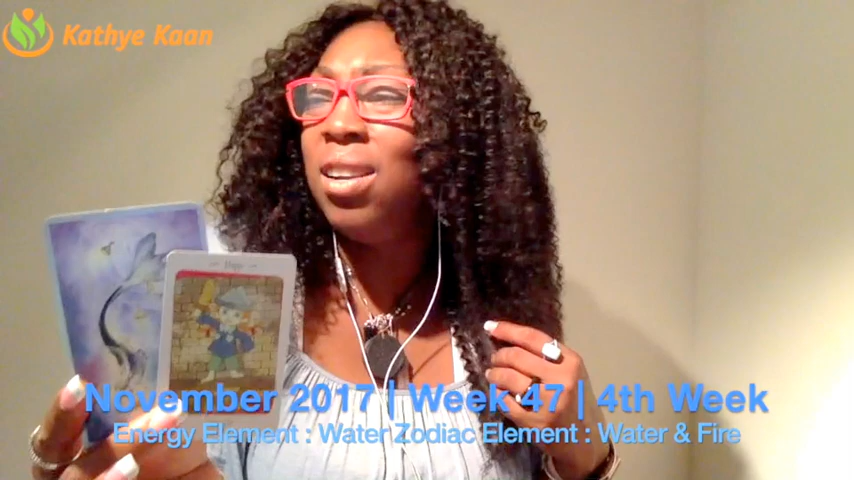 Kathye Kaan
November 2017 | Week 47 | 4th Week
Energy Element : Water Zodiac Element : Water & Fire